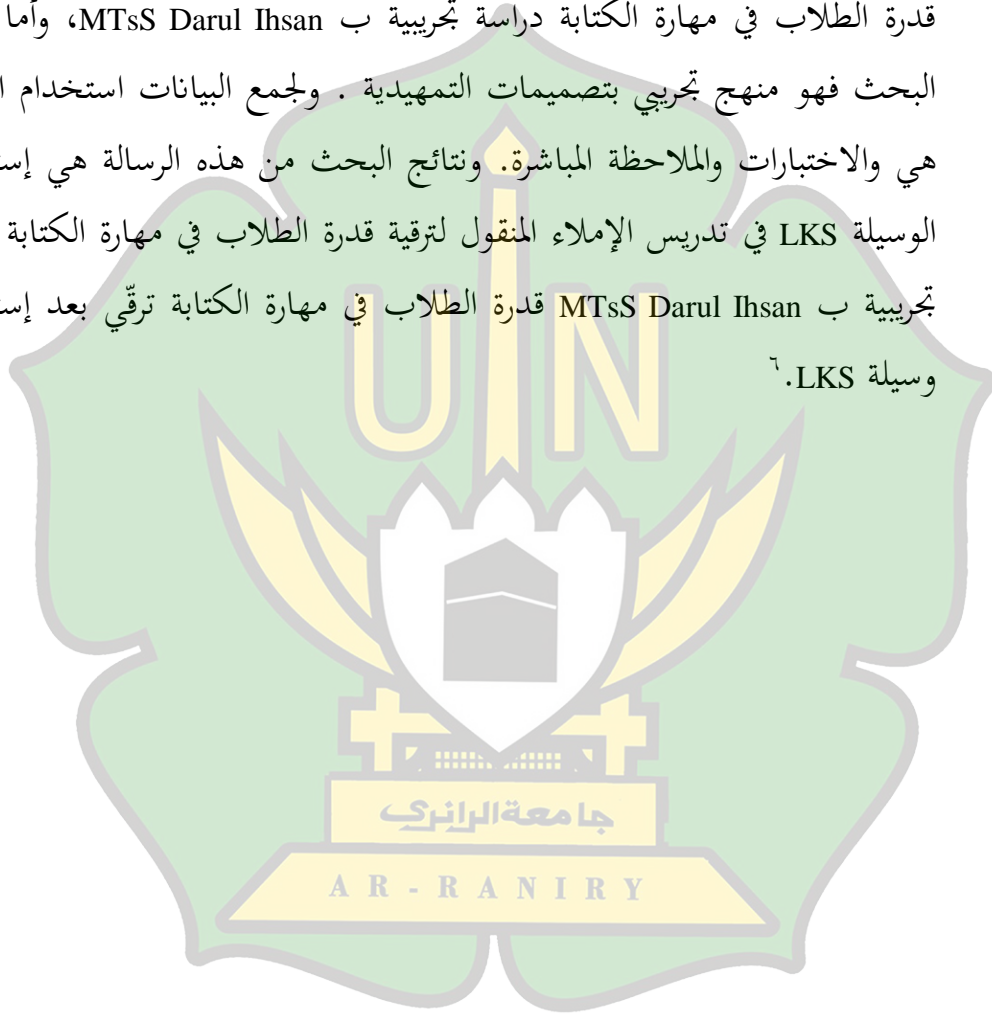 قدرة الطلاب في مهارة الكتابة دراسة تجريبية ب MTsS Darul Ihsan، وأما
البحث فهو منهج تجريبي بتصميمات التمهيدية . ولجمع البيانات استخدام
هي والاختبارات والملاحظة المباشرة. ونتائج البحث من هذه الرسالة هي
الوسيلة LKS في تدريس الإملاء المنقول لترقية قدرة الطلاب في مهارة الكتابة
تجريبية ب MTsS Darul Ihsan قدرة الطلاب في مهارة الكتابة ترقّي بعد
وسيلة LKS.٦
UIN
جامعة الرانري
AR-RANIRY